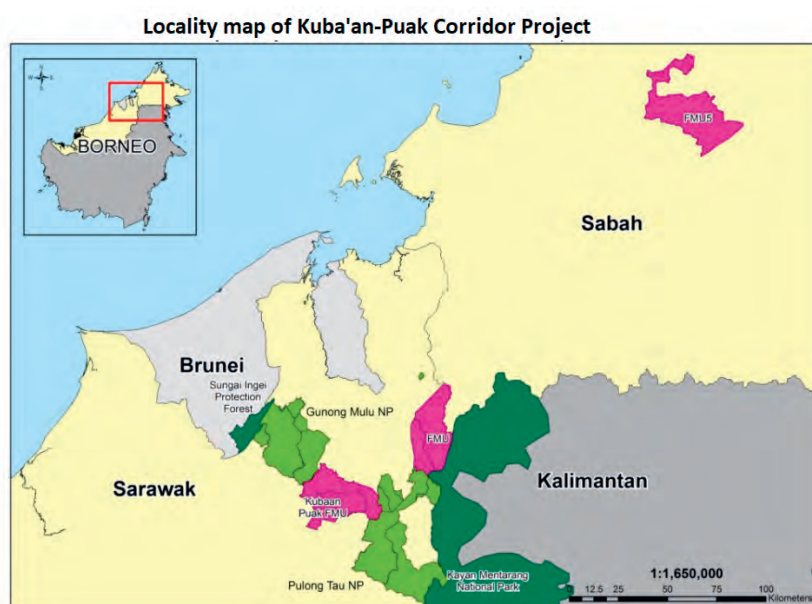 Locality map of Kuba'an-Puak Corridor Project
N
W
E
S
BORNEO
FMU5
Sabah
Brunei
Sungai Ingei
Protection
Forest
Gunong Mulu NP
FMU
Sarawak
Kubaan
Puak FMU
Kalimantan
Pulong Tau NP
Kayan Mentarang
National Park
1:1,650,000
0 12.5 25 50 75 100
Kilometers